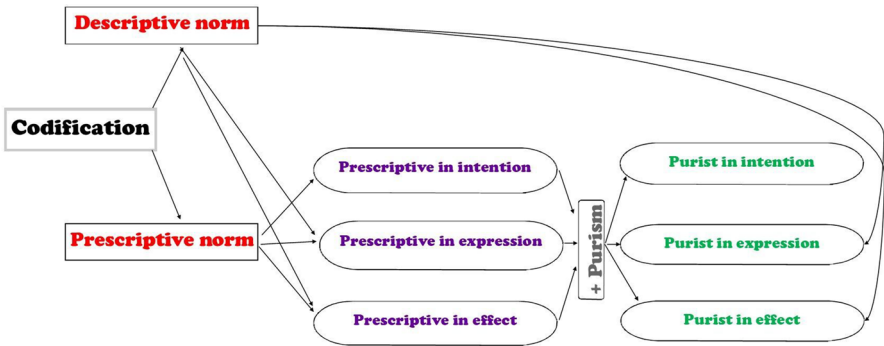 Descriptive norm
Codification
Prescriptive norm
Prescriptive in intention
Prescriptive in expression
Prescriptive in effect
+ Purism
Purist in intention
Purist in expression
Purist in effect